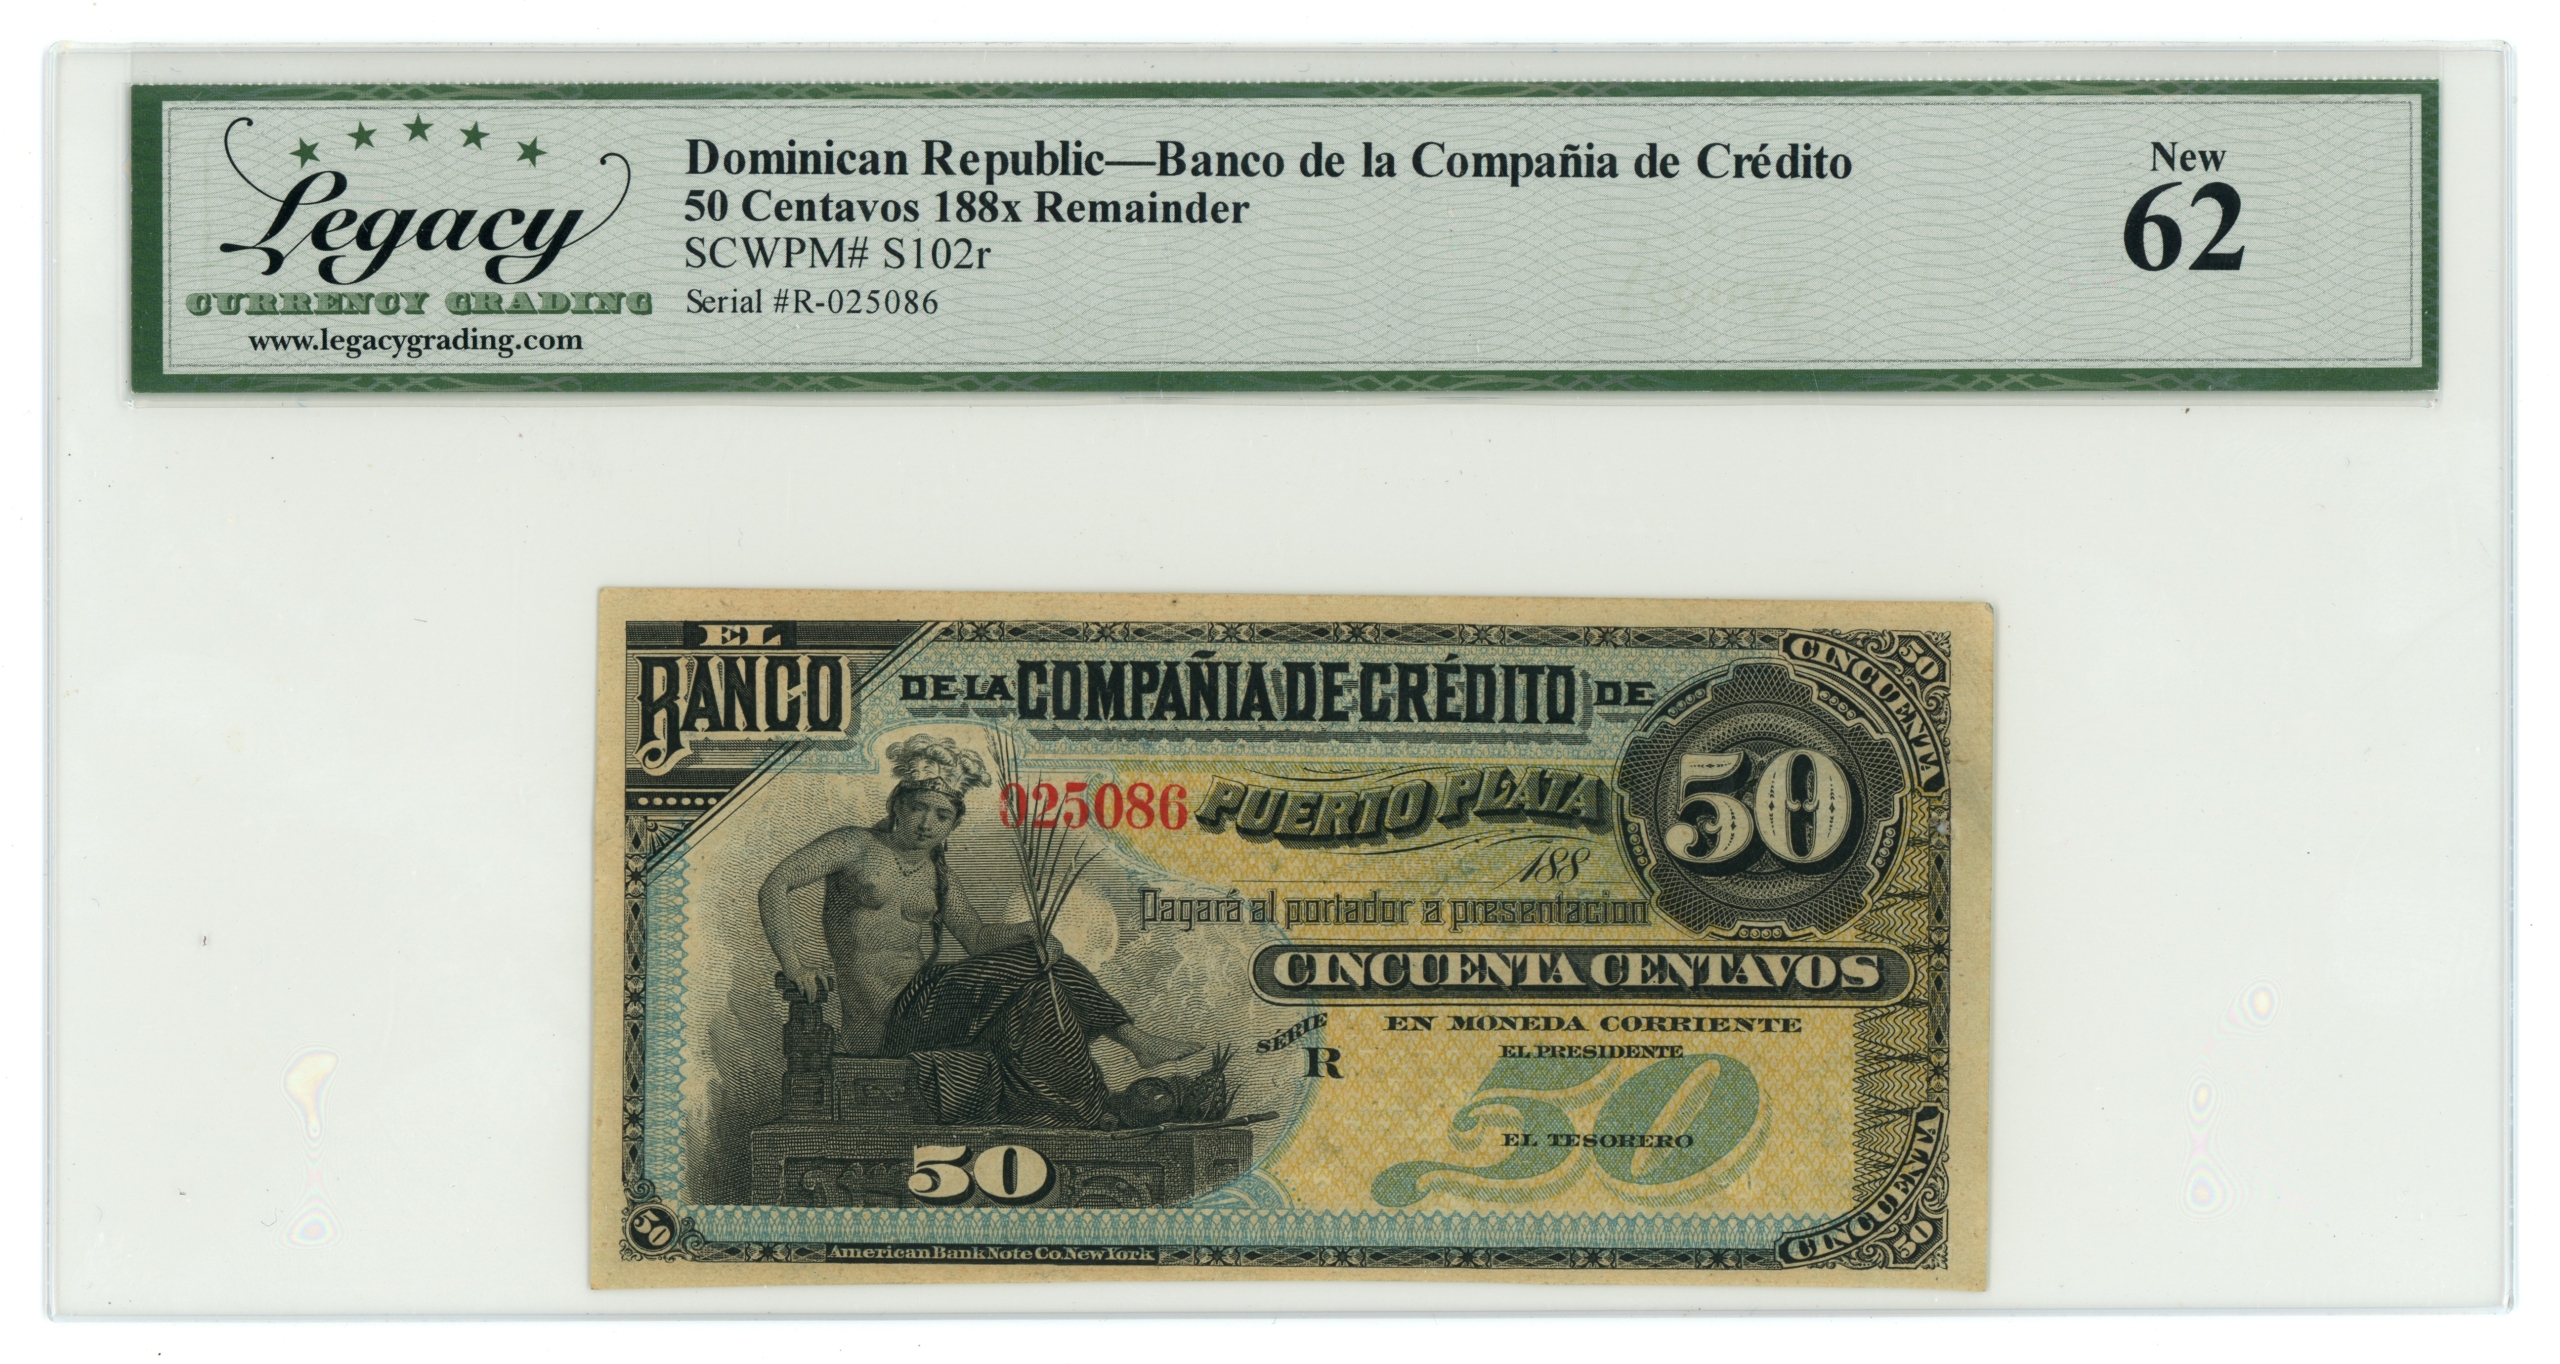 Legacy
CURRENCY GRADING
www.legacygrading.com
Dominican Republic—Banco de la Compañia de Crédito
50 Centavos 188x Remainder
SCWPM# S102r
Serial #R-025086
New
62
EL
BANCO
DE LA COMPAÑIA DE CRÉDITO DE
CINCUENTA
50
50
025086 PUERTO PLATA
188
Pagará al portador a presentacion
CINCUENTA CENTAVOS
SÉRIE
R
EN MONEDA CORRIENTE
EL PRESIDENTE
50
EL TESORERO
50
50
CINCUENTA
50
American Bank Note Co. New York